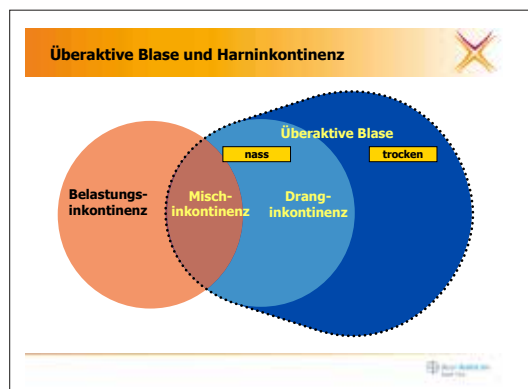 Überaktive Blase und Harninkontinenz
Überaktive Blase
nass
trocken
Belastungs-
inkontinenz
Misch-
inkontinenz
Drang-
inkontinenz